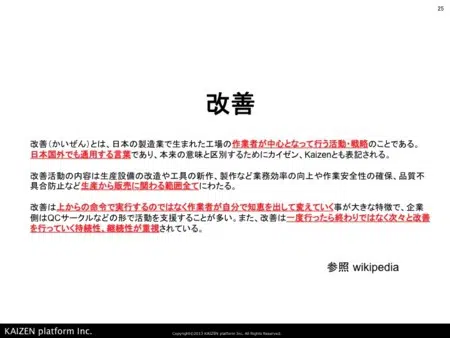 25
改善
改善(かいぜん)とは、日本の製造業で生まれた工場の作業者が中心となって行う活動・戦略のことである。
日本国外でも通用する言葉であり、本来の意味と区別するためにカイゼン、Kaizenとも表記される。
改善活動の内容は生産設備の改造や工具の新作、製作など業務効率の向上や作業安全性の確保、品質不
具合防止など生産から販売に関わる範囲全てにわたる。
改善は上からの命令で実行するのではなく作業者が自分で知恵を出して変えていく事が大きな特徴で、企業
側はQCサークルなどの形で活動を支援することが多い。また、改善は一度行ったら終わりではなく次々と改善
を行っていく持続性、継続性が重視されている。
参照 wikipedia
KAIZEN platform Inc.
Copyright©2013 KAIZEN platform Inc. All Rights Reserved.